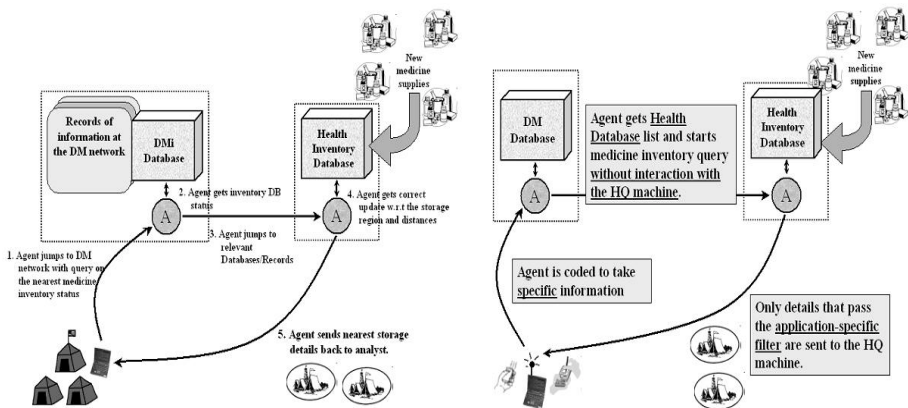 New
medicine
supplies
Records of
information at
the DM network
DMi
Database
Health
Inventory
Database
2. Agent gets inventory DB
status
4. Agent gets correct
update w.r.t the storage
region and distances
A
A
3. Agent jumps to
relevant
Databases/Records
1. Agent jumps to DM
network with query on
the nearest medicine
inventory status
5. Agent sends nearest storage
details back to analyst.
New
medicine
supplies
DM
Database
Agent gets Health
Database list and starts
medicine inventory query
without interaction with
the HQ machine.
Health
Inventory
Database
A
A
Agent is coded to take
specific information
Only details that pass
the application-specific
filter are sent to the HQ
machine.